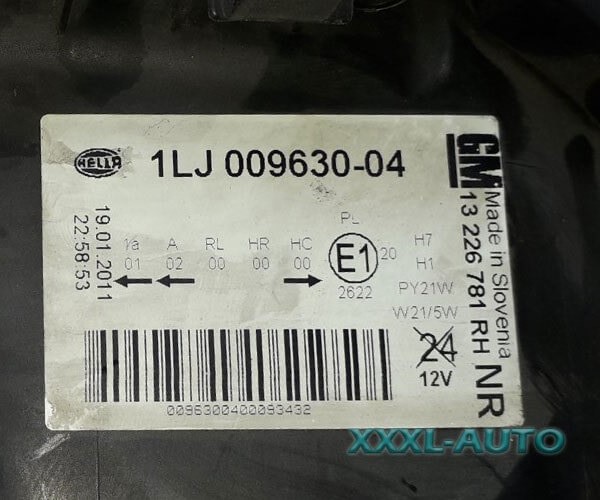 HELLA
1LJ 009630-04
GM
13 226 781 RH
Made in Slovenia
NR
19.01.2011
22:58:53
1a A RL HR HC PL
01 02 00 00 00
E1 20
2622
H7
H1
PY21W
W21/5W
24
12V
0096300400093432
XXXL-AUTO